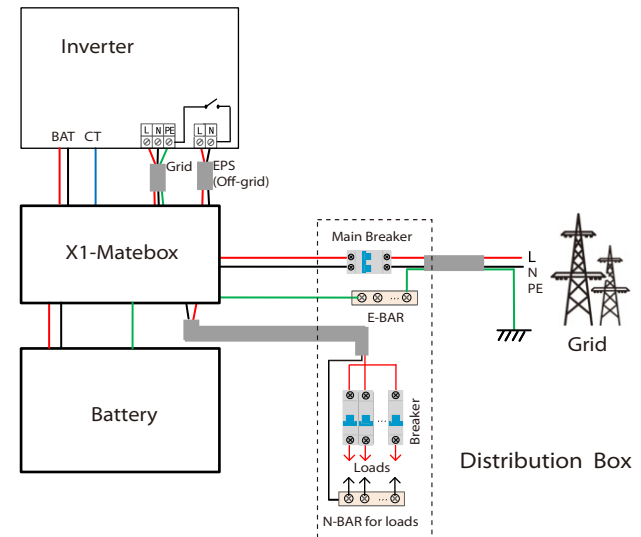 Inverter
BAT CT
L N PE
L N
Grid
EPS
(Off-grid)
X1-Matebox
Main Breaker
L
N
PE
E-BAR
Grid
Battery
Breaker
Loads
N-BAR for loads
Distribution Box